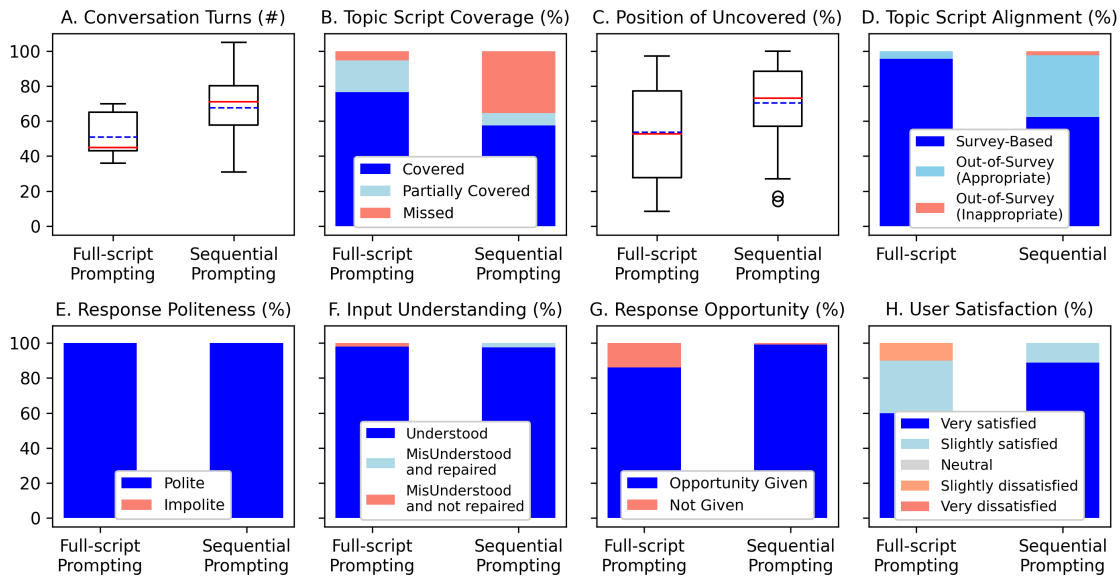 A. Conversation Turns (#)
B. Topic Script Coverage (%)
C. Position of Uncovered (%)
D. Topic Script Alignment (%)
100
80
60
40
20
0
Covered
Partially Covered
Missed
Survey-Based
Out-of-Survey
(Appropriate)
Out-of-Survey
(Inappropriate)
Full-script
Prompting
Sequential
Prompting
Full-script
Prompting
Sequential
Prompting
Full-script
Prompting
Sequential
Prompting
Full-script
Sequential
E. Response Politeness (%)
F. Input Understanding (%)
G. Response Opportunity (%)
H. User Satisfaction (%)
100
80
60
40
20
0
Polite
Impolite
Understood
MisUnderstood
and repaired
MisUnderstood
and not repaired
Opportunity Given
Not Given
Very satisfied
Slightly satisfied
Neutral
Slightly dissatisfied
Very dissatisfied
Full-script
Prompting
Sequential
Prompting
Full-script
Prompting
Sequential
Prompting
Full-script
Prompting
Sequential
Prompting
Full-script
Prompting
Sequential
Prompting